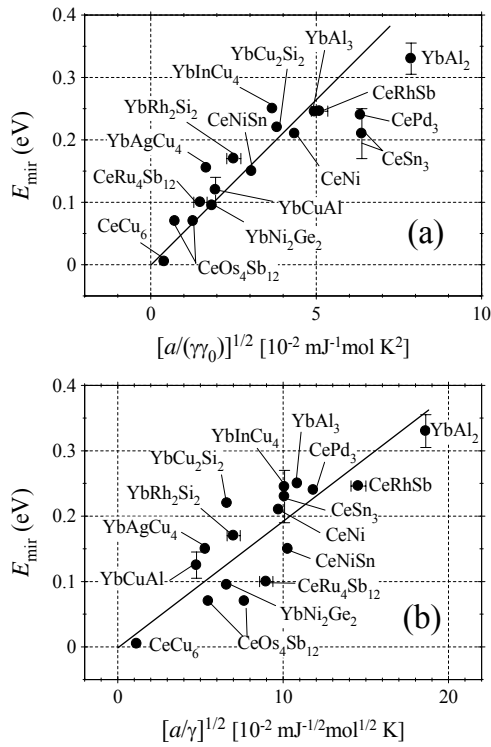 (a)
E_mir (eV)
0.4
0.3
0.2
0.1
0
YbAl₃
YbCu₂Si₂
YbAl₂
YbInCu₄
CeRhSb
YbRh₂Si₂
CePd₃
CeNiSn
YbAgCu₄
CeSn₃
CeRu₄Sb₁₂
CeNi
YbCuAl
CeCu₆
YbNi₂Ge₂
CeOs₄Sb₁₂
0 5 10
[a/(γγ₀)]^1/2 [10⁻² mJ⁻¹mol K²]
(b)
E_mir (eV)
0.4
0.3
0.2
0.1
0
YbAl₃
YbAl₂
YbInCu₄
CePd₃
YbCu₂Si₂
CeRhSb
YbRh₂Si₂
CeSn₃
YbAgCu₄
CeNi
CeNiSn
YbCuAl
CeRu₄Sb₁₂
YbNi₂Ge₂
CeCu₆
CeOs₄Sb₁₂
0 10 20
[a/γ]^1/2 [10⁻² mJ^-1/2mol^1/2 K]